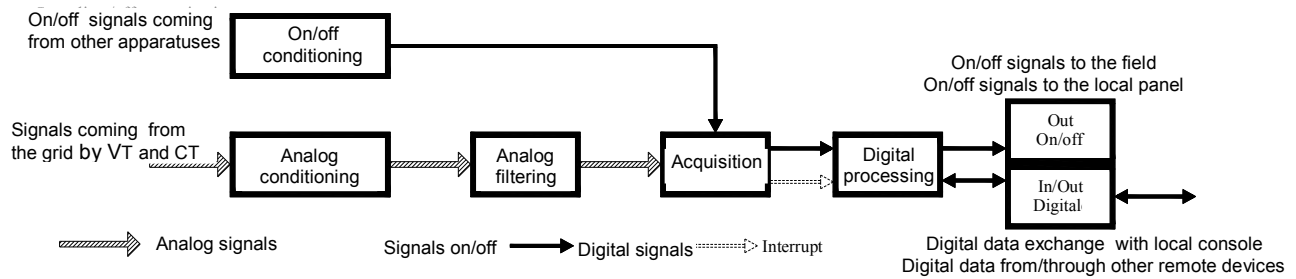 On/off signals coming
from other apparatuses
On/off
conditioning
On/off signals to the field
On/off signals to the local panel
Signals coming from
the grid by VT and CT
Analog
conditioning
Analog
filtering
Acquisition
Digital
processing
Out
On/off
In/Out
Digital
Analog signals
Signals on/off
Digital signals
Interrupt
Digital data exchange with local console
Digital data from/through other remote devices